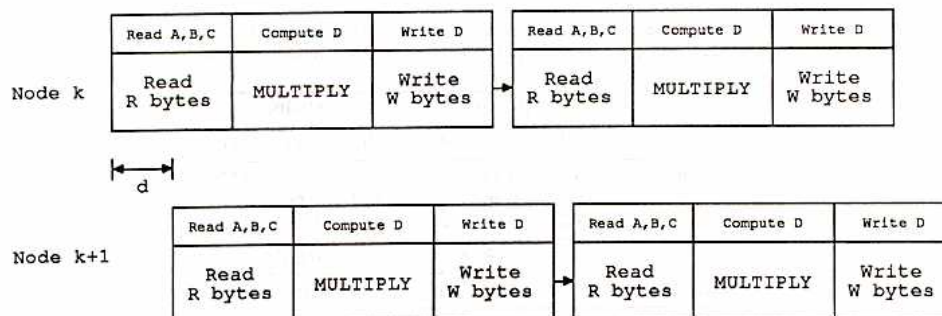 Read A,B,C Compute D Write D Read A,B,C Compute D Write D
Node k
Read
R bytes
MULTIPLY
Write
W bytes
Read
R bytes
MULTIPLY
Write
W bytes
d
Read A,B,C Compute D Write D Read A,B,C Compute D Write D
Node k+1
Read
R bytes
MULTIPLY
Write
W bytes
Read
R bytes
MULTIPLY
Write
W bytes